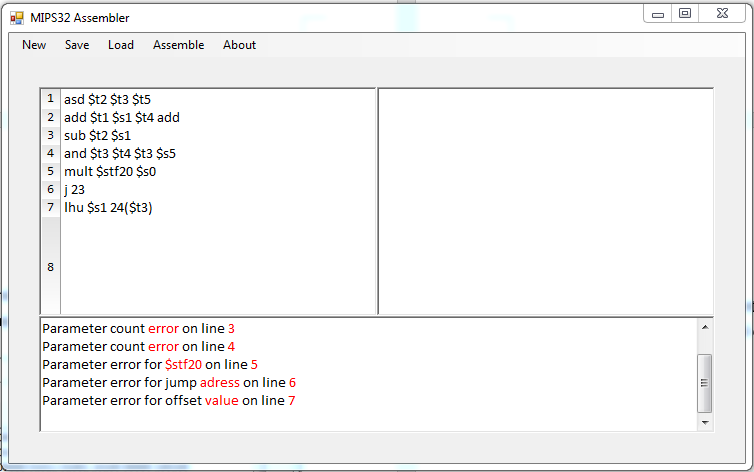 MIPS32 Assembler
New Save Load Assemble About
1 asd $t2 $t3 $t5
2 add $t1 $s1 $t4 add
3 sub $t2 $s1
4 and $t3 $t4 $t3 $s5
5 mult $stf20 $s0
6 j 23
7 lhu $s1 24($t3)
8
Parameter count error on line 3
Parameter count error on line 4
Parameter error for $stf20 on line 5
Parameter error for jump adress on line 6
Parameter error for offset value on line 7